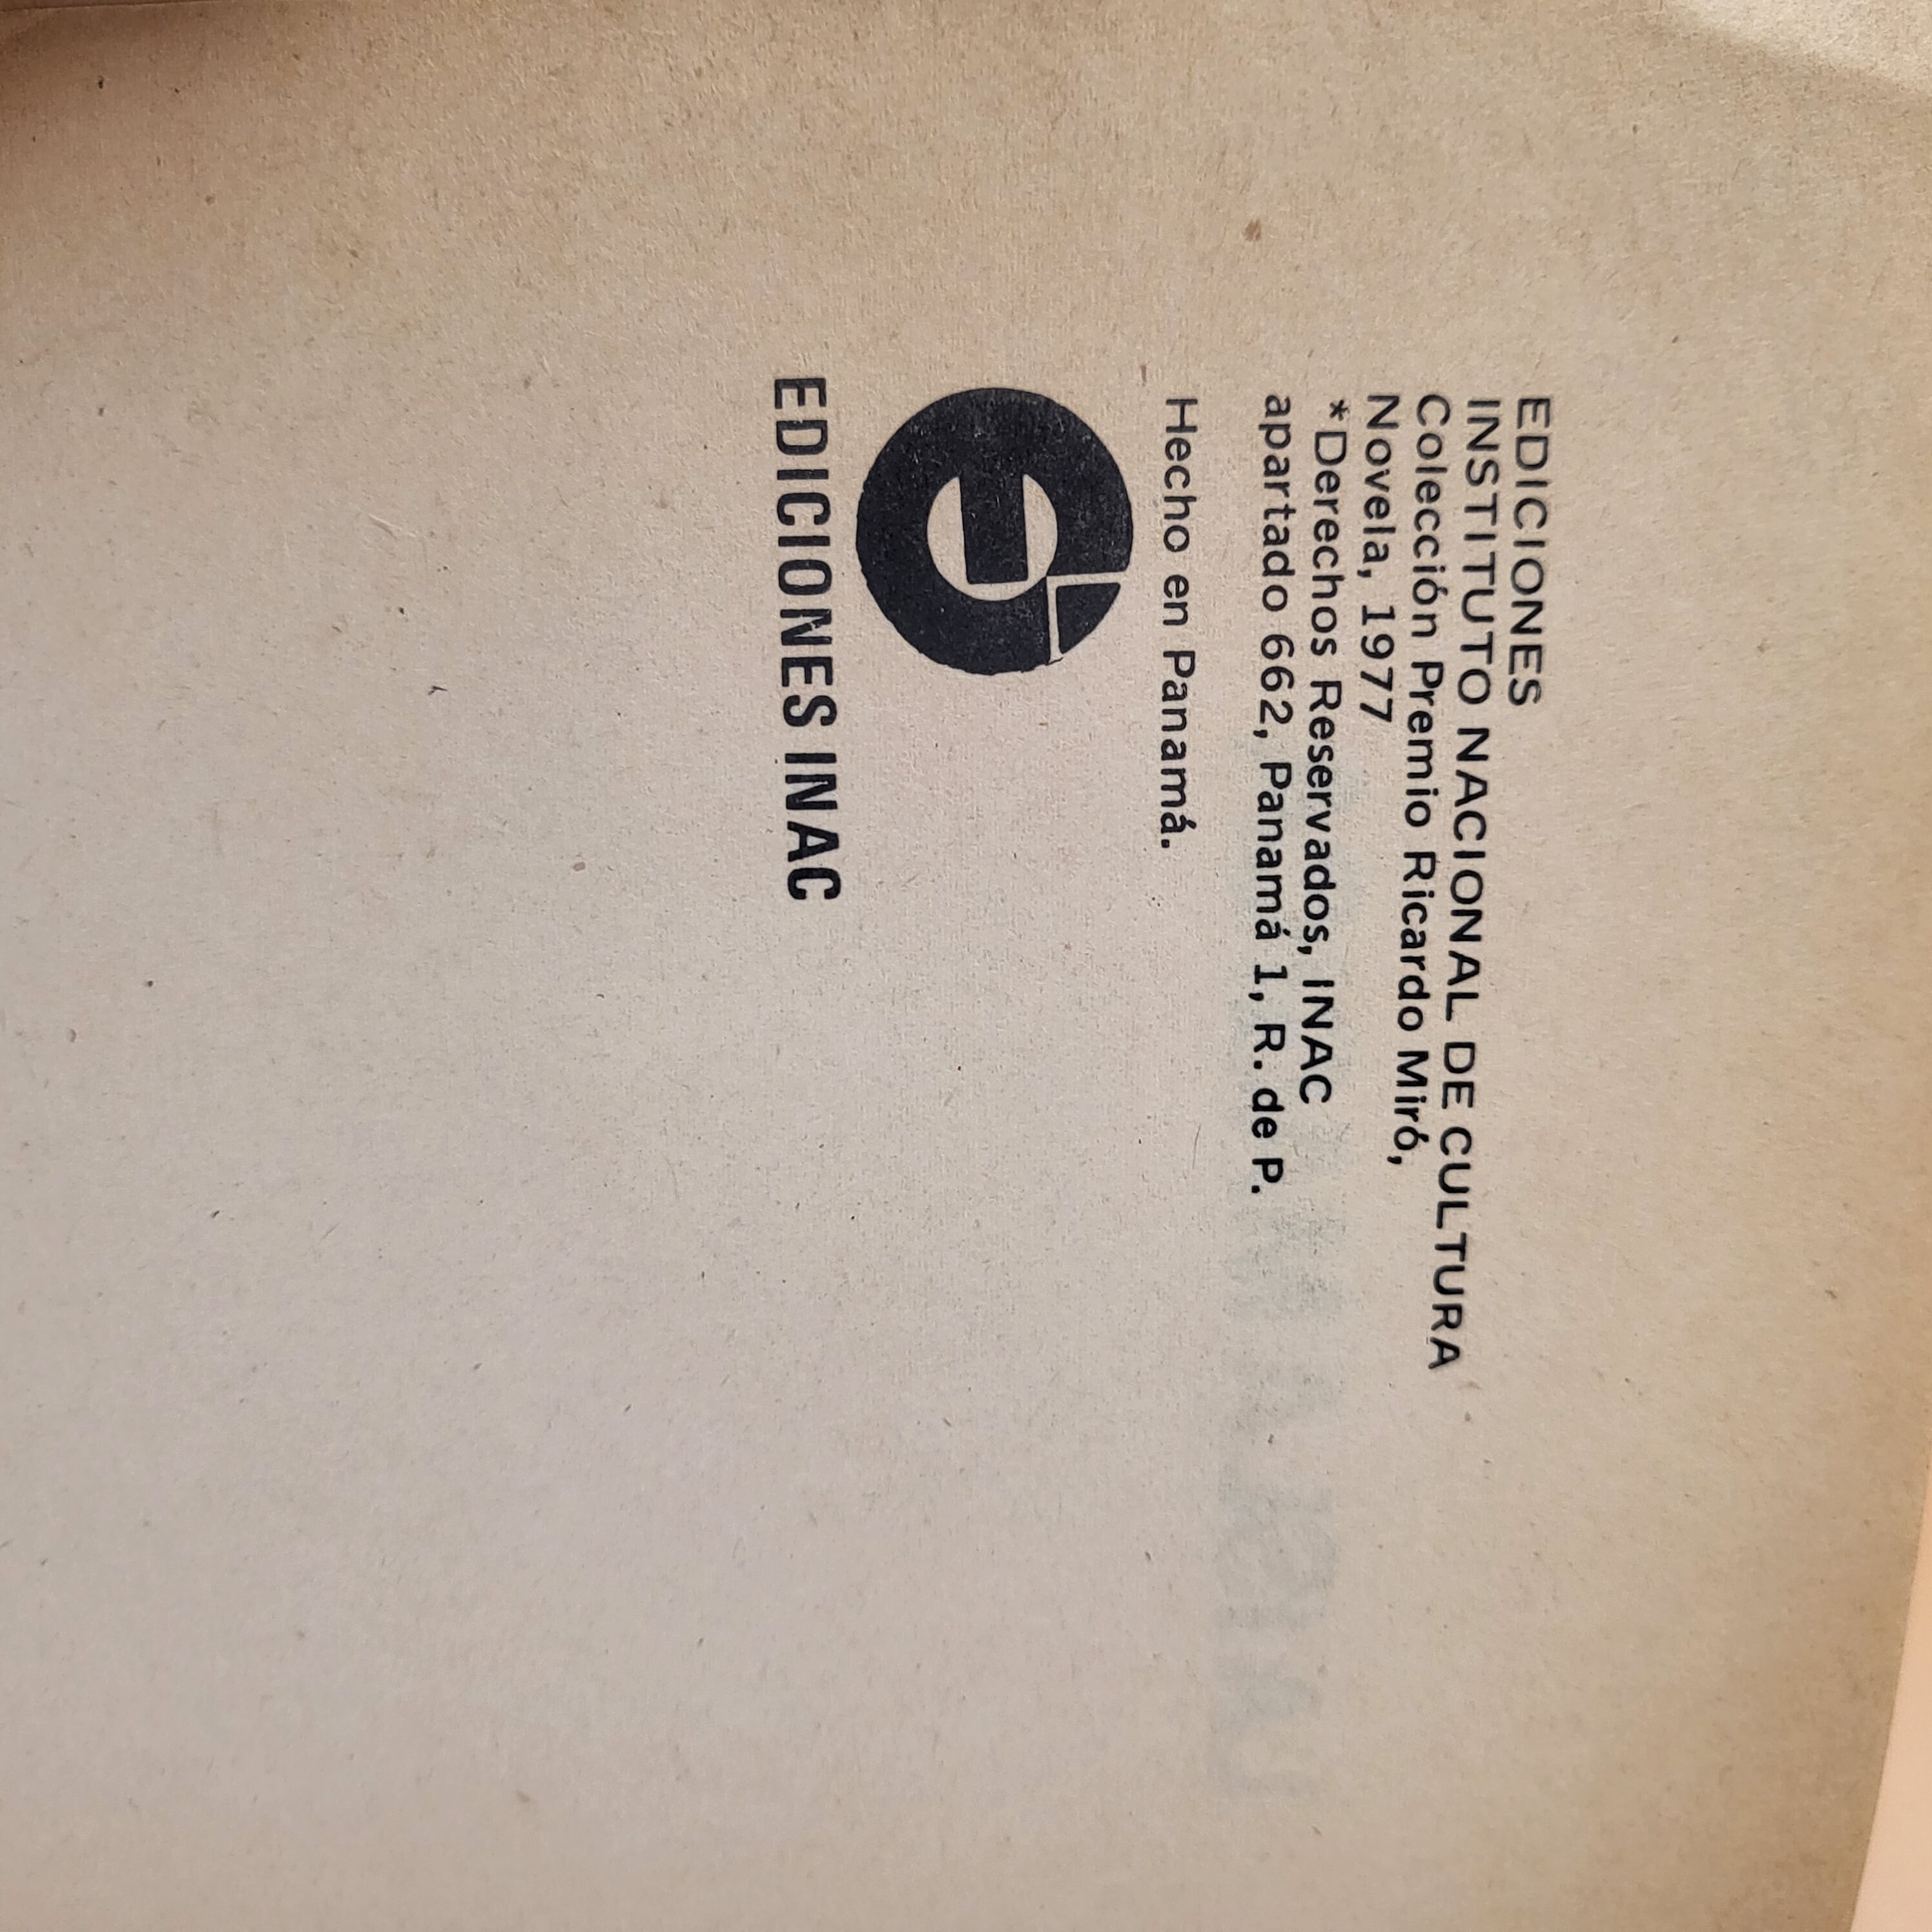 EDICIONES
INSTITUTO NACIONAL DE CULTURA
Colección Premio Ricardo Miró,
Novela, 1977
*Derechos Reservados, INAC
apartado 662, Panamá 1, R. de P.
Hecho en Panamá.
EDICIONES INAC